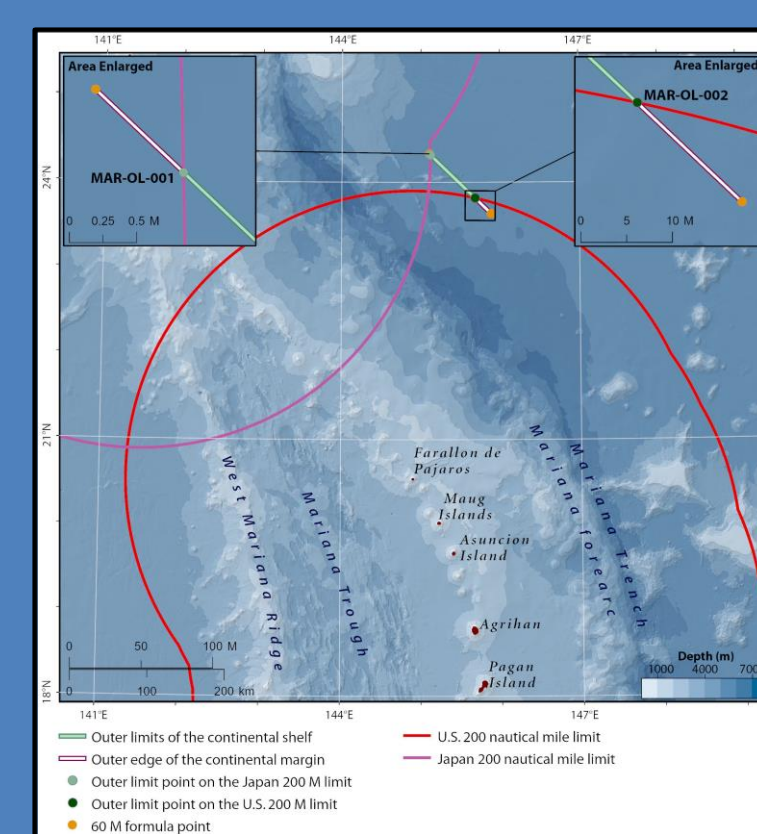 141°E
144°E
147°E
Area Enlarged
Area Enlarged
MAR-OL-002
MAR-OL-001
0 0.25 0.5 M
0 5 10 M
24°N
21°N
Farallon de
Pajaros
Maug
Islands
Asuncion
Island
Agrihan
Pagan
Island
West Mariana Ridge
Mariana Trough
Mariana forearc
Mariana Trench
0 50 100 M
0 100 200 km
Depth (m)
1000 4000
18°N
141°E
144°E
147°E
Outer limits of the continental shelf
U.S. 200 nautical mile limit
Outer edge of the continental margin
Japan 200 nautical mile limit
Outer limit point on the Japan 200 M limit
Outer limit point on the U.S. 200 M limit
60 M formula point